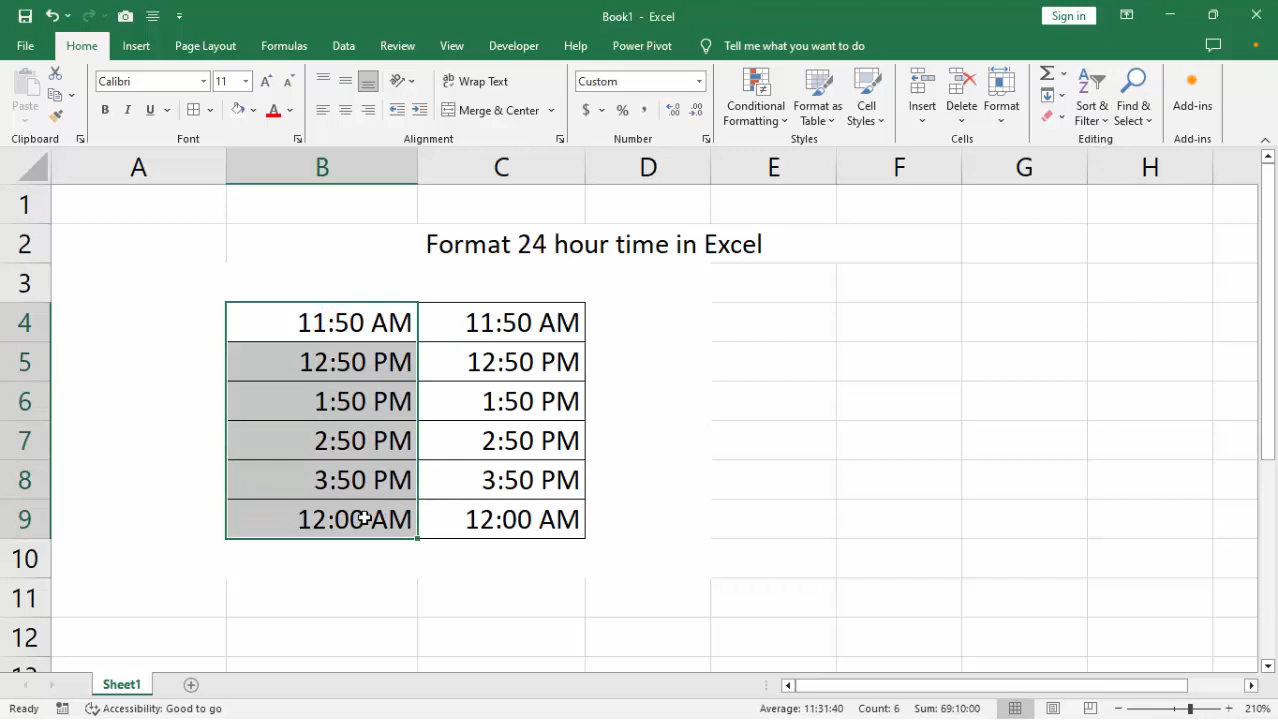 Book1 - Excel
Sign in
File Home Insert Page Layout Formulas Data Review View Developer Help Power Pivot Tell me what you want to do
Paste
Clipboard
Calibri 11
B I U A
Font
Wrap Text
Merge & Center
Alignment
Custom
$ % ,
Number
Conditional Formatting
Format as Table
Cell Styles
Styles
Insert
Delete
Format
Cells
Sort & Filter
Find & Select
Editing
Add-ins
Add-ins
A B C D E F G H
1
2 Format 24 hour time in Excel
3
4 11:50 AM 11:50 AM
5 12:50 PM 12:50 PM
6 1:50 PM 1:50 PM
7 2:50 PM 2:50 PM
8 3:50 PM 3:50 PM
9 12:00 AM 12:00 AM
10
11
12
Sheet1
Ready Accessibility: Good to go Average: 11:31:40 Count: 6 Sum: 69:10:00 210%